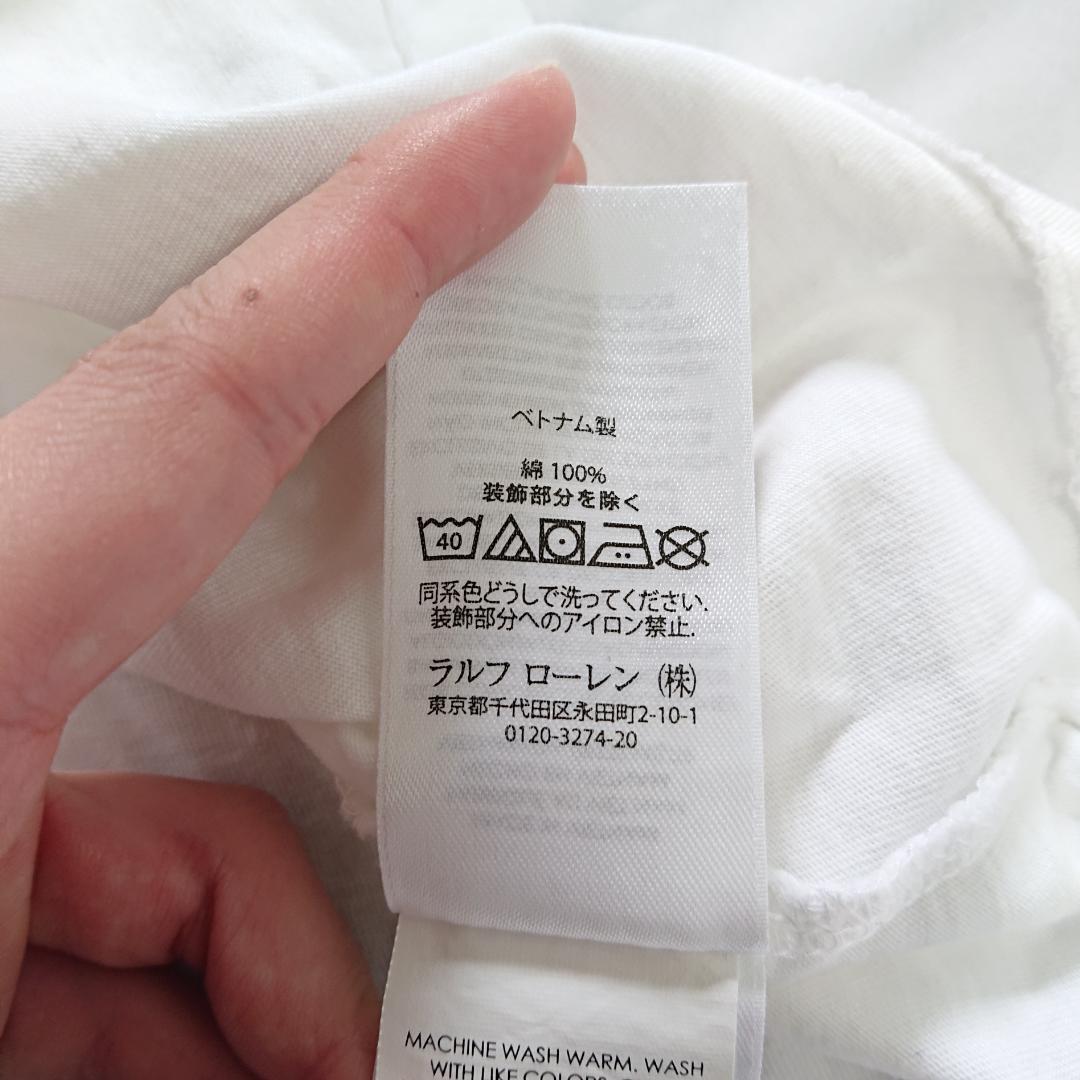 ベトナム製
綿 100%
装飾部分を除く
40
同系色どうしで洗ってください.
装飾部分へのアイロン禁止.
ラルフ ローレン (株)
東京都千代田区永田町2-10-1
0120-3274-20
MACHINE WASH WARM. WASH
WITH LIKE COLORS.